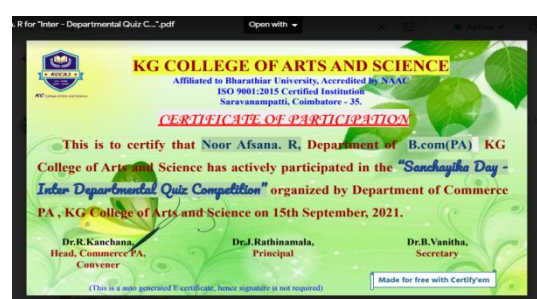 . R for "Inter - Departmental Quiz C...".pdf
Open with
KGCAS
KG COLLEGE OF ARTS AND SCIENCE
Affiliated to Bharathiar University, Accredited by NAAC
ISO 9001:2015 Certified Institution
Saravanampatti, Coimbatore - 35.
CERTIFICATE OF PARTICIPATION
This is to certify that Noor Afsana. R, Department of B.com(PA) KG
College of Arts and Science has actively participated in the "Sanchayika Day -
Inter Departmental Quiz Competition" organized by Department of Commerce
PA , KG College of Arts and Science on 15th September, 2021.
Dr.R.Kanchana,
Head, Commerce PA,
Convener
Dr.J.Rathinamala,
Principal
Dr.B.Vanitha,
Secretary
(This is a auto generated E-certificate, hence signature is not required)
Made for free with Certify'em